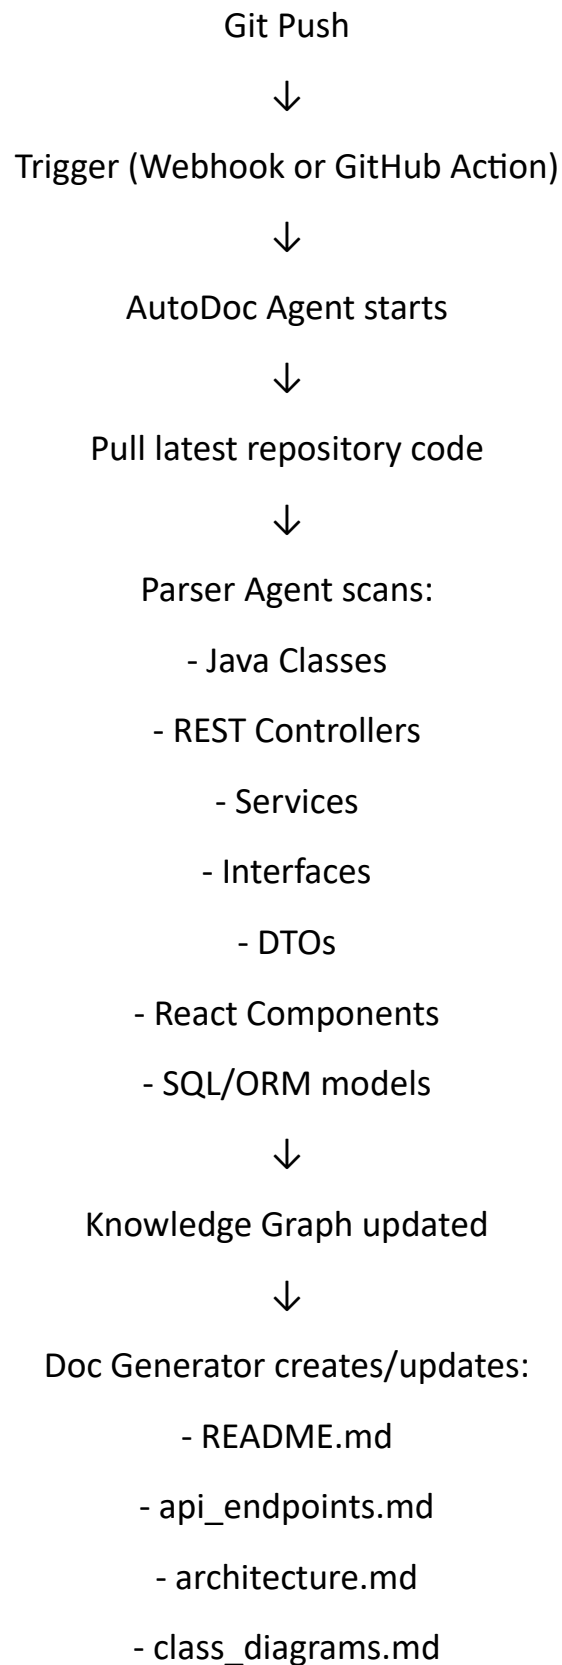 Git Push
↓
Trigger (Webhook or GitHub Action)
↓
AutoDoc Agent starts
↓
Pull latest repository code
↓
Parser Agent scans:
- Java Classes
- REST Controllers
- Services
- Interfaces
- DTOs
- React Components
- SQL/ORM models
↓
Knowledge Graph updated
↓
Doc Generator creates/updates:
- README.md
- api_endpoints.md
- architecture.md
- class_diagrams.md